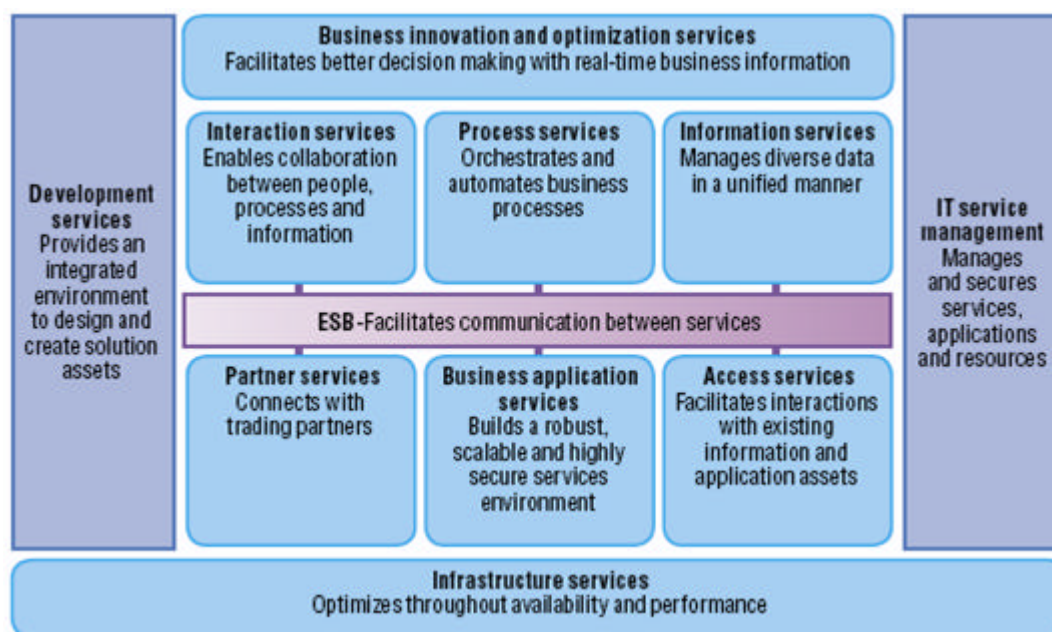 Business innovation and optimization services
Facilitates better decision making with real-time business information
Development
services
Provides an
integrated
environment
to design and
create solution
assets
Interaction services
Enables collaboration
between people,
processes and
information
Process services
Orchestrates and
automates business
processes
Information services
Manages diverse data
in a unified manner
IT service
management
Manages
and secures
services,
applications
and resources
ESB-Facilitates communication between services
Partner services
Connects with
trading partners
Business application
services
Builds a robust,
scalable and highly
secure services
environment
Access services
Facilitates interactions
with existing
information and
application assets
Infrastructure services
Optimizes throughout availability and performance